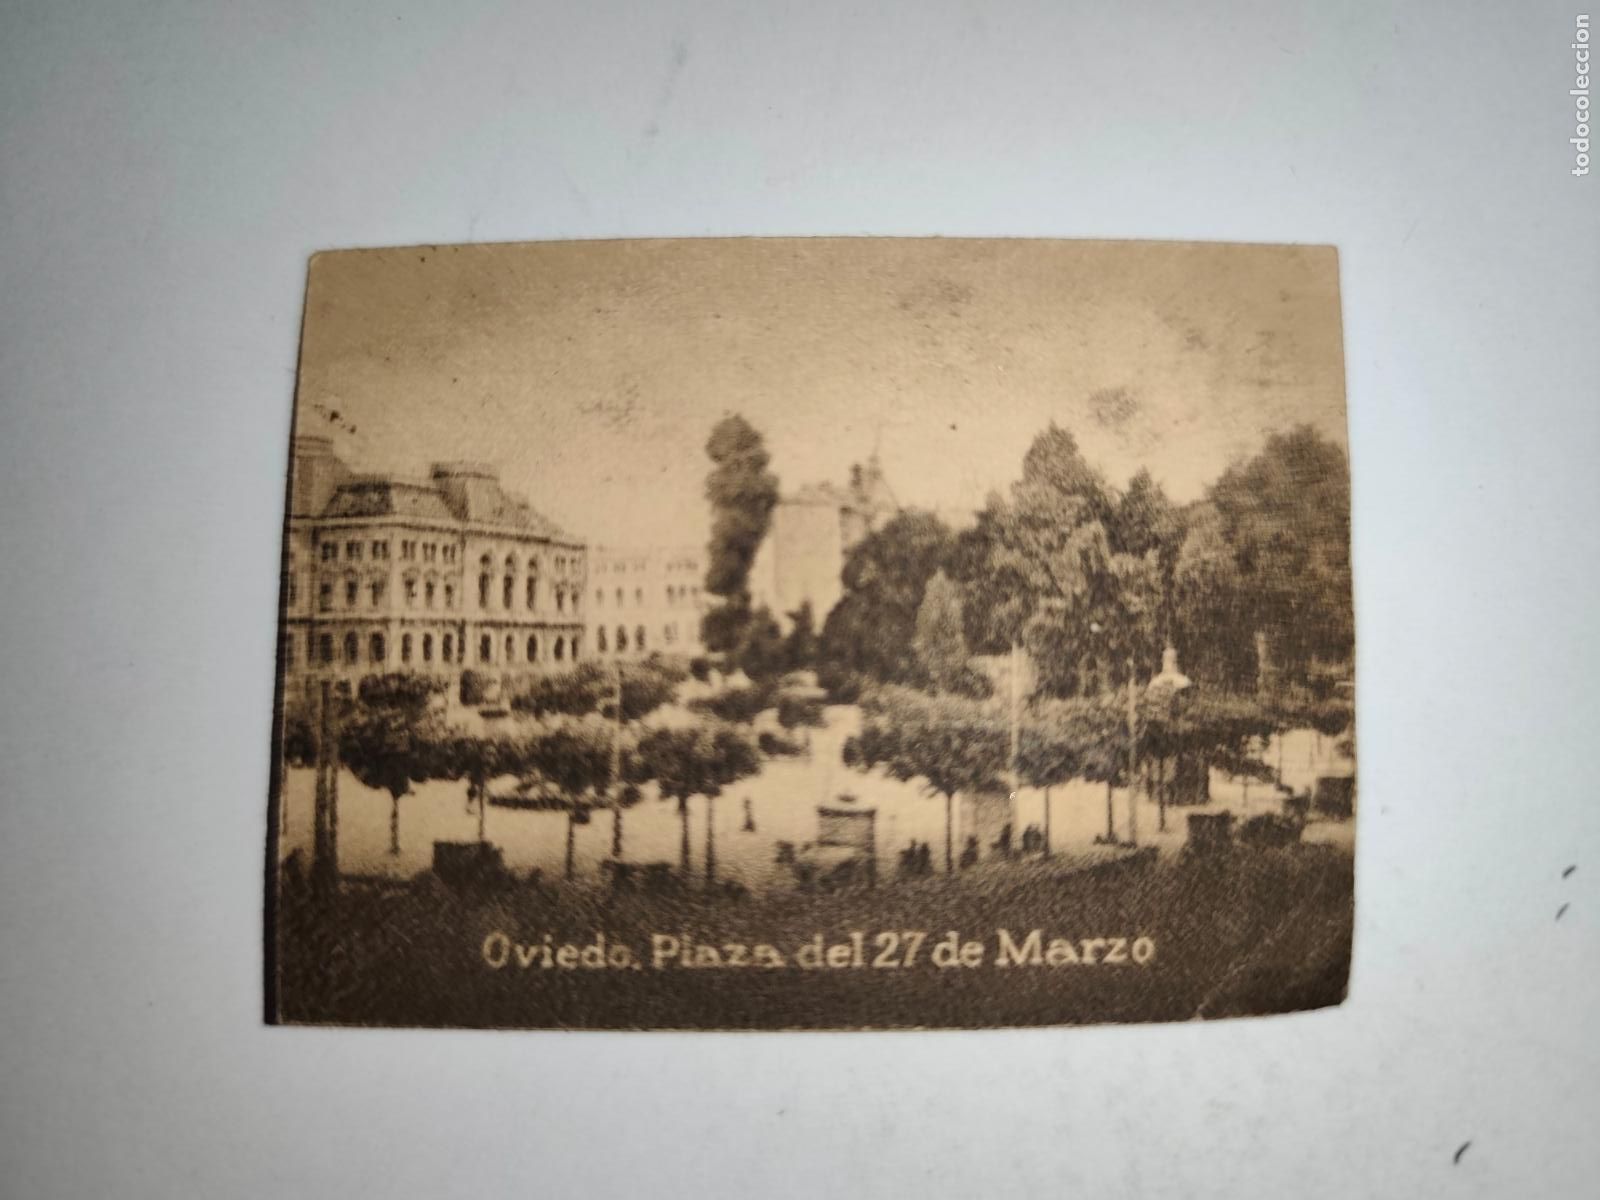 todocoleccion
Oviedo. Plaza del 27 de Marzo